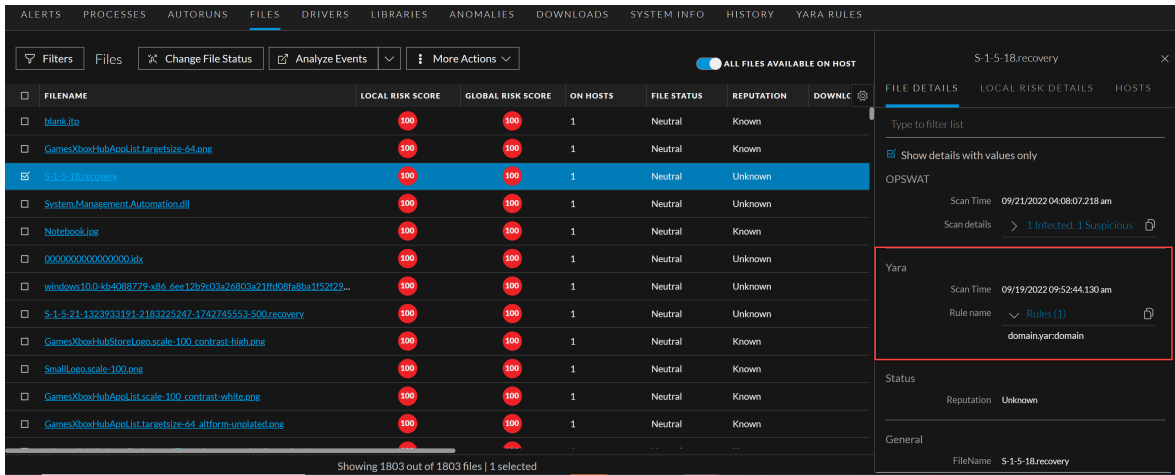 ALERTS PROCESSES AUTORUNS FILES DRIVERS LIBRARIES ANOMALIES DOWNLOADS SYSTEM INFO HISTORY YARA RULES
Filters Files Change File Status Analyze Events More Actions ALL FILES AVAILABLE ON HOST
FILENAME LOCAL RISK SCORE GLOBAL RISK SCORE ON HOSTS FILE STATUS REPUTATION DOWNLC
blank.jtp 100 100 1 Neutral Known
GamesXboxHubAppList.targetsize-64.png 100 100 1 Neutral Known
S-1-5-18.recovery 100 100 1 Neutral Unknown
System.Management.Automation.dll 100 100 1 Neutral Unknown
Notebook.jpg 100 100 1 Neutral Known
0000000000000000.idx 100 100 1 Neutral Unknown
windows10.0-kb4088779-x86_6ee12b9c03a26803a21ffd08fa8ba1f52f29... 100 100 1 Neutral Unknown
S-1-5-21-1323933191-2183225247-1742745553-500.recovery 100 100 1 Neutral Unknown
GamesXboxHubStoreLogo.scale-100_contrast-high.png 100 100 1 Neutral Known
SmallLogo.scale-100.png 100 100 1 Neutral Known
GamesXboxHubAppList.scale-100_contrast-white.png 100 100 1 Neutral Known
GamesXboxHubAppList.targetsize-64_altform-unplated.png 100 100 1 Neutral Known
Showing 1803 out of 1803 files | 1 selected
S-1-5-18.recovery
FILE DETAILS LOCAL RISK DETAILS HOSTS
Type to filter list
Show details with values only
OPSWAT
Scan Time 09/21/2022 04:08:07.218 am
Scan details 1 Infected, 1 Suspicious
Yara
Scan Time 09/19/2022 09:52:44.130 am
Rule name Rules (1)
domain.yar:domain
Status
Reputation Unknown
General
FileName S-1-5-18.recovery